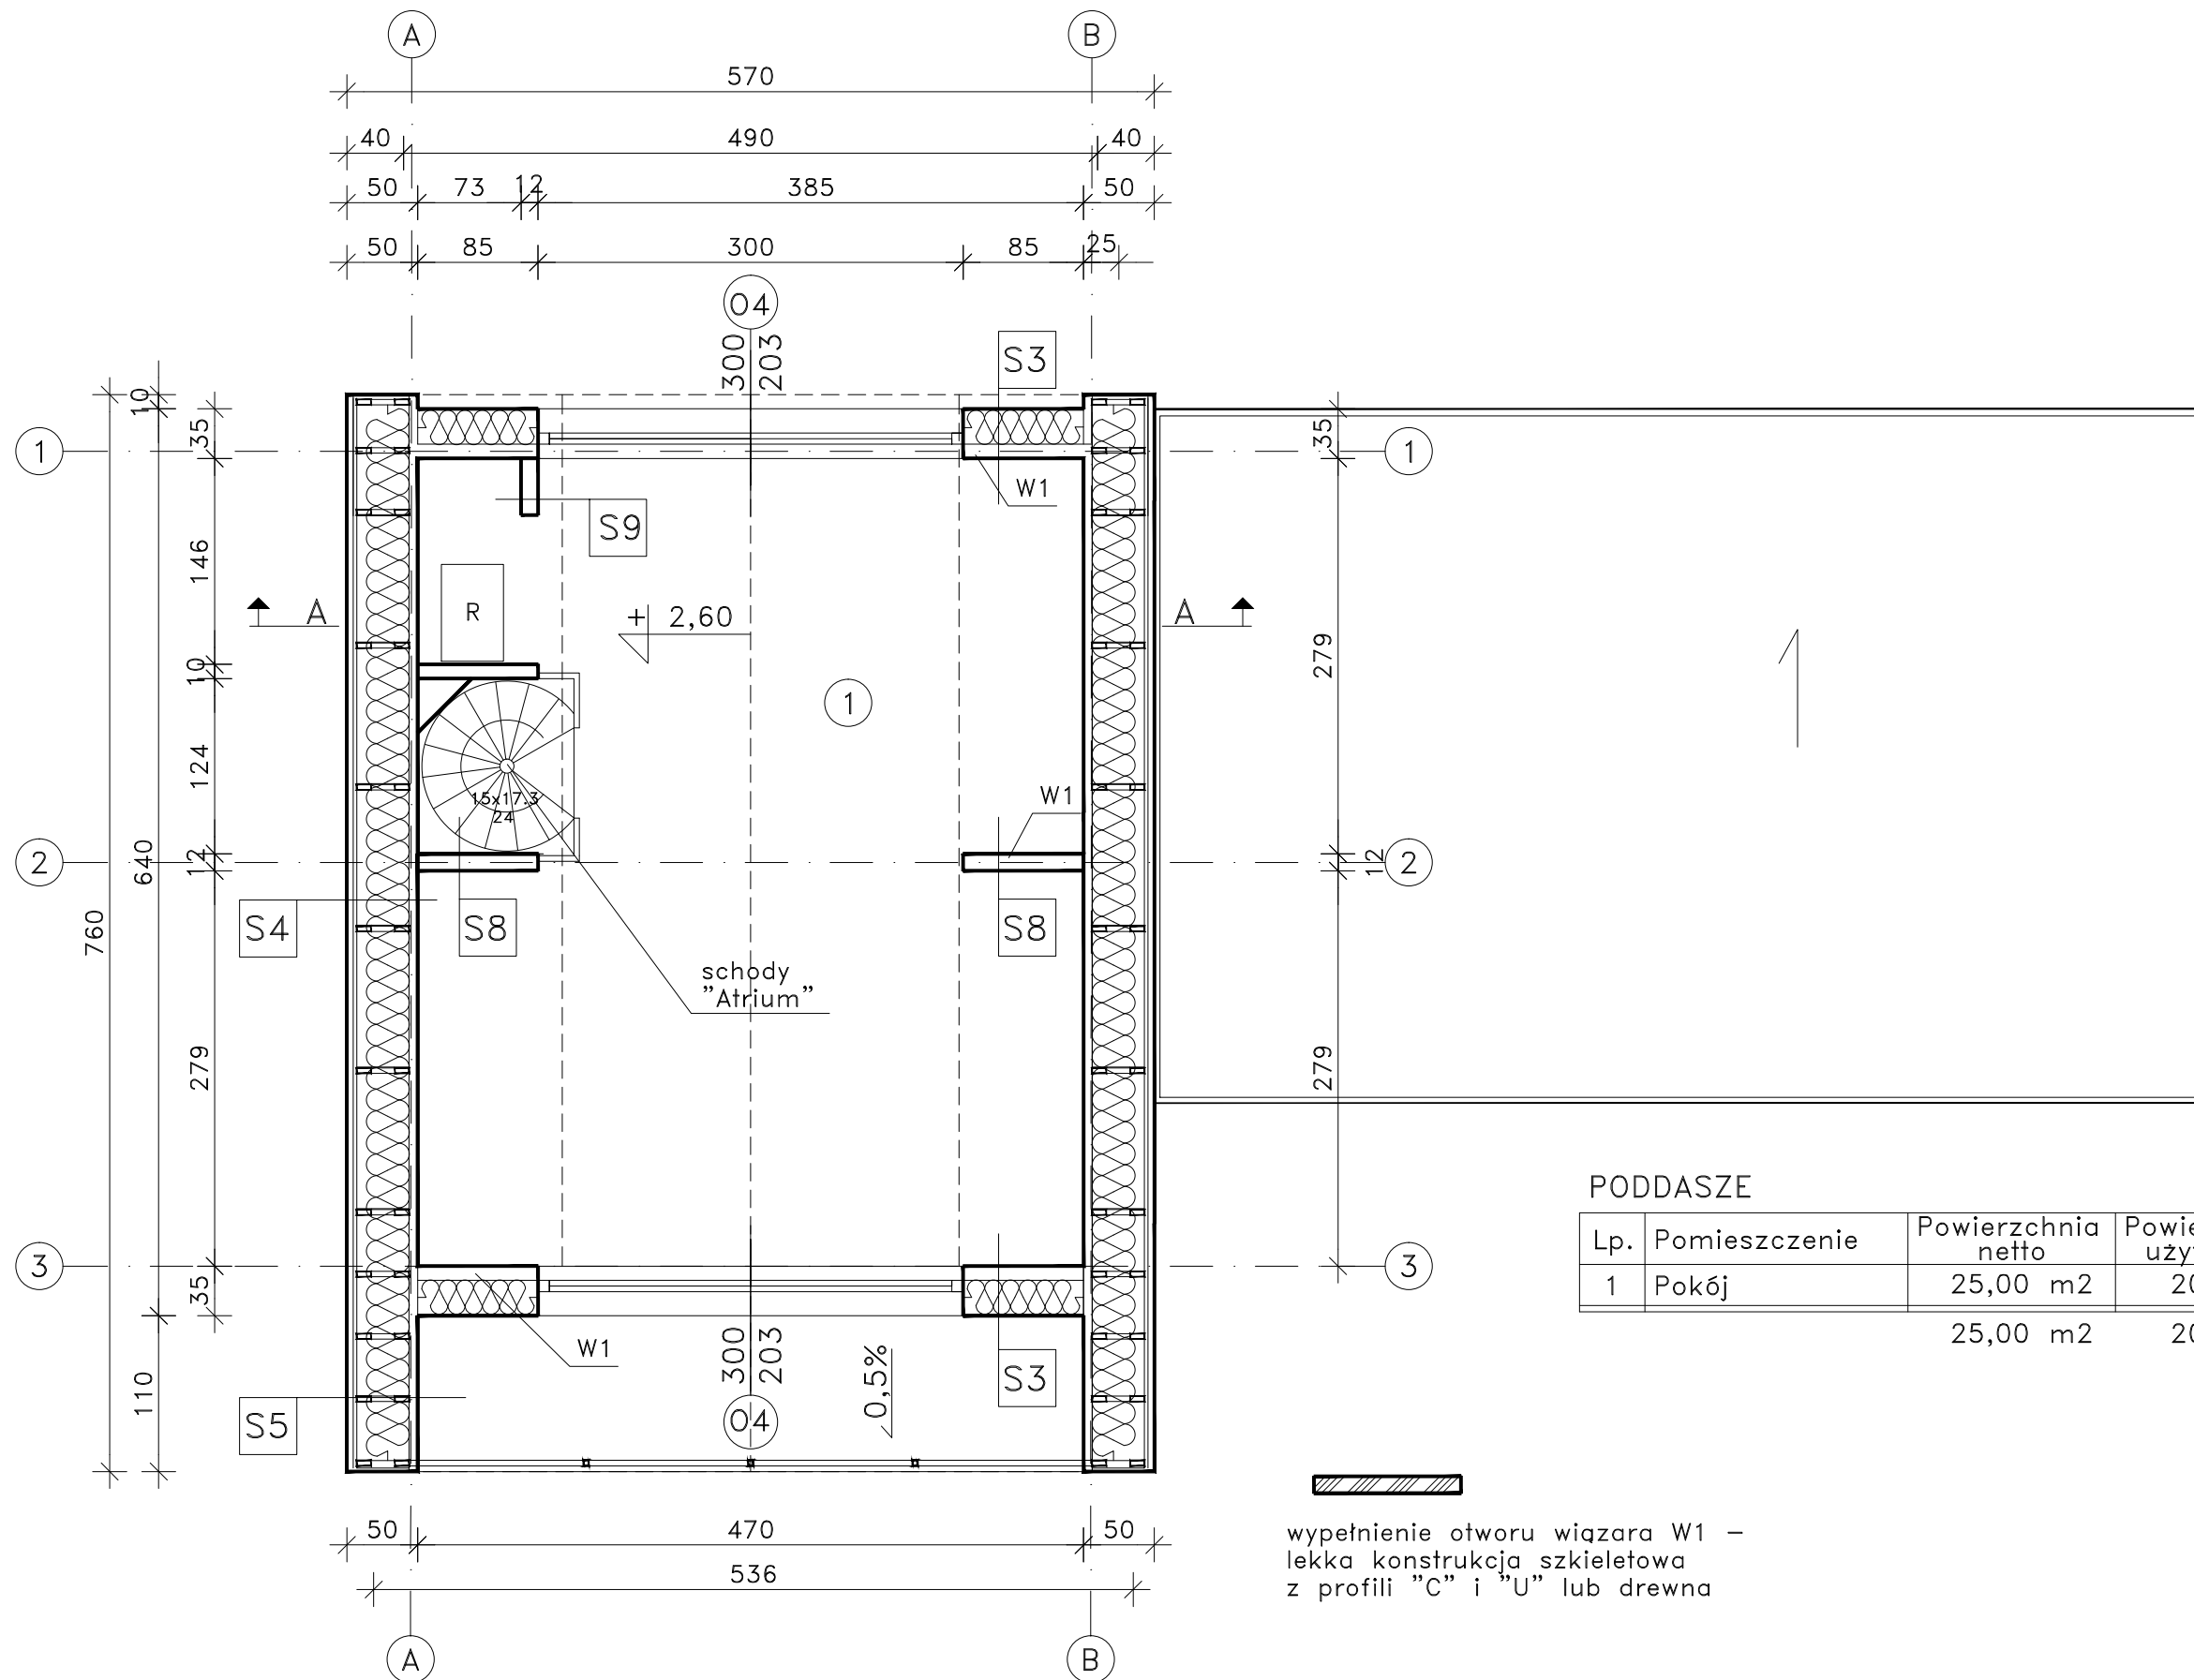 A
B
570
40
490
40
50
73
12
385
50
50
85
300
85
25
04
300
203
S3
10
35
35
1
1
W1
S9
146
R
A
A
+ 2,60
279
10
1
1
124
15x17.3
24
W1
640
12
12
2
2
760
S4
S8
S8
schody
"Atrium"
279
279
PODDASZE
Lp.
Pomieszczenie
Powierzchnia
netto
1
Pokój
25,00 m2
20
25,00 m2
20
3
3
35
W1
300
203
0,5%
S3
110
S5
04
50
470
50
536
wypełnienie otworu wiązara W1 –
lekka konstrukcja szkieletowa
z profili "C" i "U" lub drewna
A
B